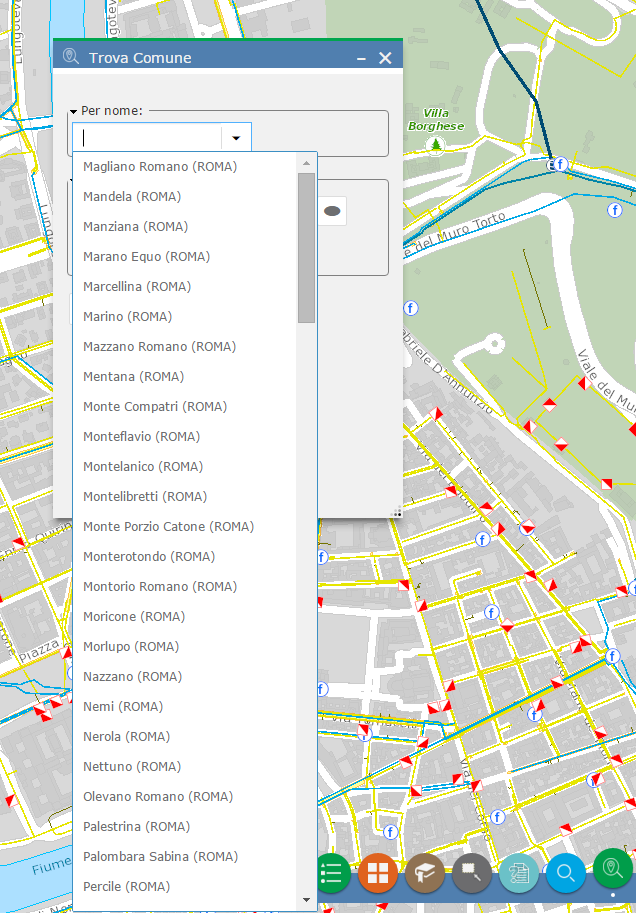 Trova Comune
Per nome:
Magliano Romano (ROMA)
Mandela (ROMA)
Manziana (ROMA)
Marano Equo (ROMA)
Marcellina (ROMA)
Marino (ROMA)
Mazzano Romano (ROMA)
Mentana (ROMA)
Monte Compatri (ROMA)
Monteflavio (ROMA)
Montelanico (ROMA)
Montelibretti (ROMA)
Monte Porzio Catone (ROMA)
Monterotondo (ROMA)
Montorio Romano (ROMA)
Moricone (ROMA)
Morlupo (ROMA)
Nazzano (ROMA)
Nemi (ROMA)
Nerola (ROMA)
Nettuno (ROMA)
Olevano Romano (ROMA)
Palestrina (ROMA)
Palombara Sabina (ROMA)
Percile (ROMA)
Villa
Borghese
del Muro Torto
D'Annunzio
Viale del Mu
Piazza
Fiume
f
f
f
f
f
f
f
f
f
f
f
f